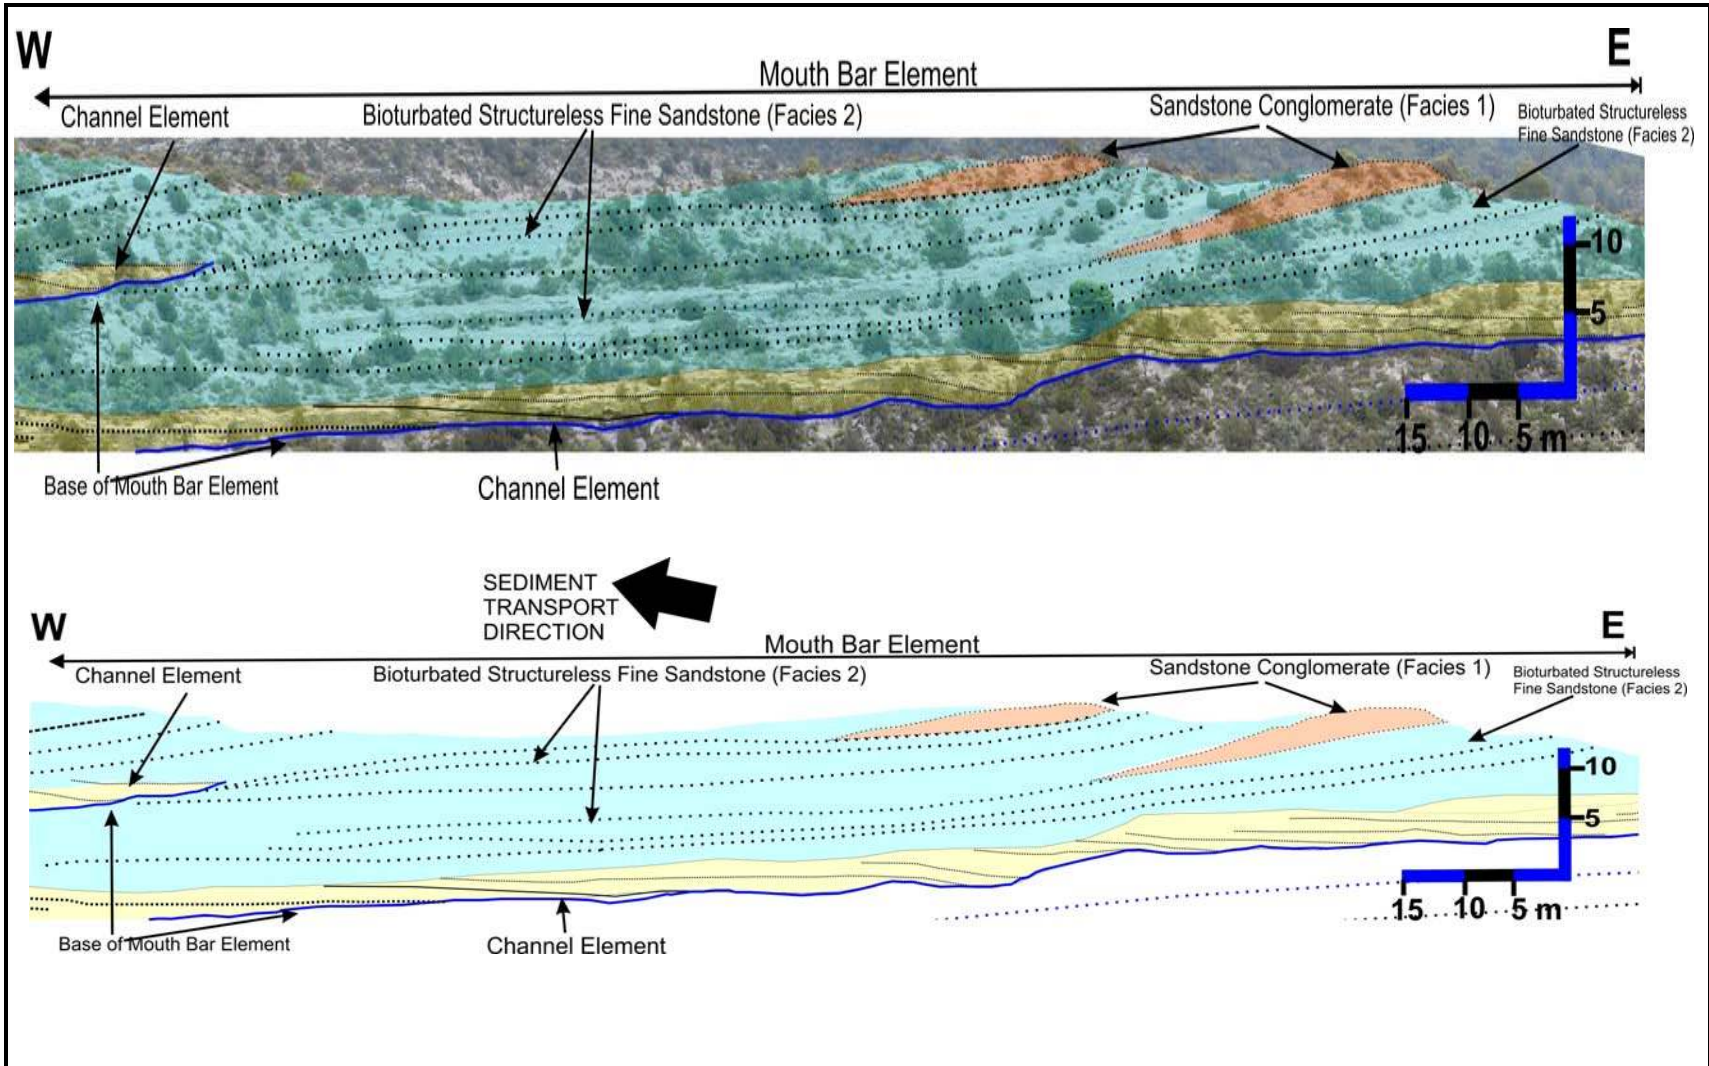 W
E
Mouth Bar Element
Channel Element
Bioturbated Structureless Fine Sandstone (Facies 2)
Sandstone Conglomerate (Facies 1)
Bioturbated Structureless
Fine Sandstone (Facies 2)
10
5
15 10 5 m
Base of Mouth Bar Element
Channel Element
SEDIMENT
TRANSPORT
DIRECTION
W
E
Mouth Bar Element
Channel Element
Bioturbated Structureless Fine Sandstone (Facies 2)
Sandstone Conglomerate (Facies 1)
Bioturbated Structureless
Fine Sandstone (Facies 2)
10
5
15 10 5 m
Base of Mouth Bar Element
Channel Element